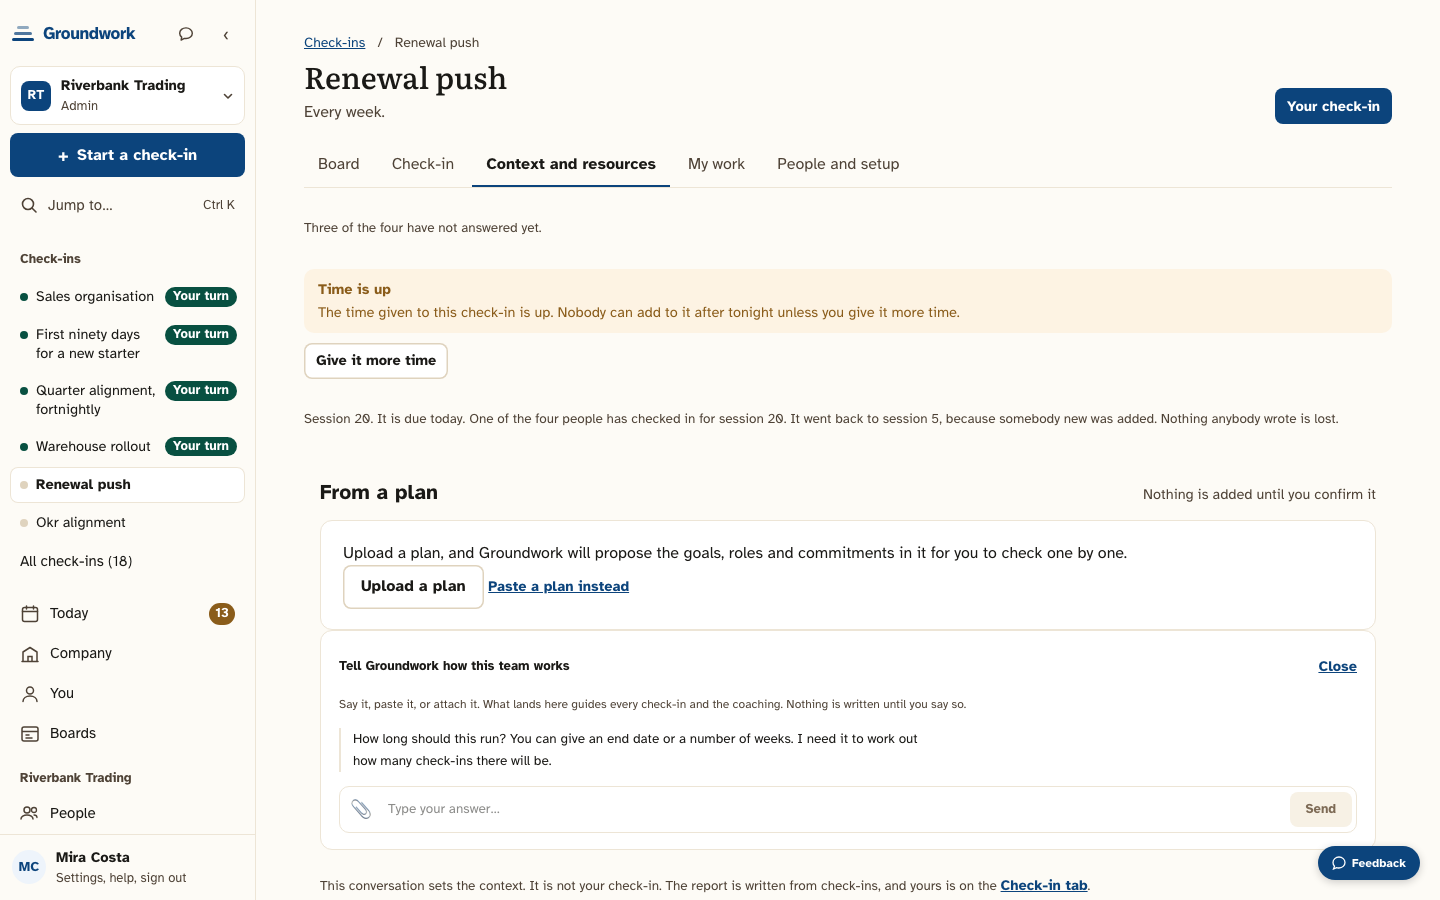 Groundwork
RT
Riverbank Trading
Admin
+ Start a check-in
Jump to...
Ctrl K
Check-ins
Sales organisation
Your turn
First ninety days
for a new starter
Your turn
Quarter alignment,
fortnightly
Your turn
Warehouse rollout
Your turn
Renewal push
Okr alignment
All check-ins (18)
Today
13
Company
You
Boards
Riverbank Trading
People
MC
Mira Costa
Settings, help, sign out
Check-ins / Renewal push
Renewal push
Every week.
Your check-in
Board
Check-in
Context and resources
My work
People and setup
Three of the four have not answered yet.
Time is up
The time given to this check-in is up. Nobody can add to it after tonight unless you give it more time.
Give it more time
Session 20. It is due today. One of the four people has checked in for session 20. It went back to session 5, because somebody new was added. Nothing anybody wrote is lost.
From a plan
Nothing is added until you confirm it
Upload a plan, and Groundwork will propose the goals, roles and commitments in it for you to check one by one.
Upload a plan
Paste a plan instead
Tell Groundwork how this team works
Close
Say it, paste it, or attach it. What lands here guides every check-in and the coaching. Nothing is written until you say so.
How long should this run? You can give an end date or a number of weeks. I need it to work out
how many check-ins there will be.
Type your answer...
Send
Feedback
This conversation sets the context. It is not your check-in. The report is written from check-ins, and yours is on the Check-in tab.